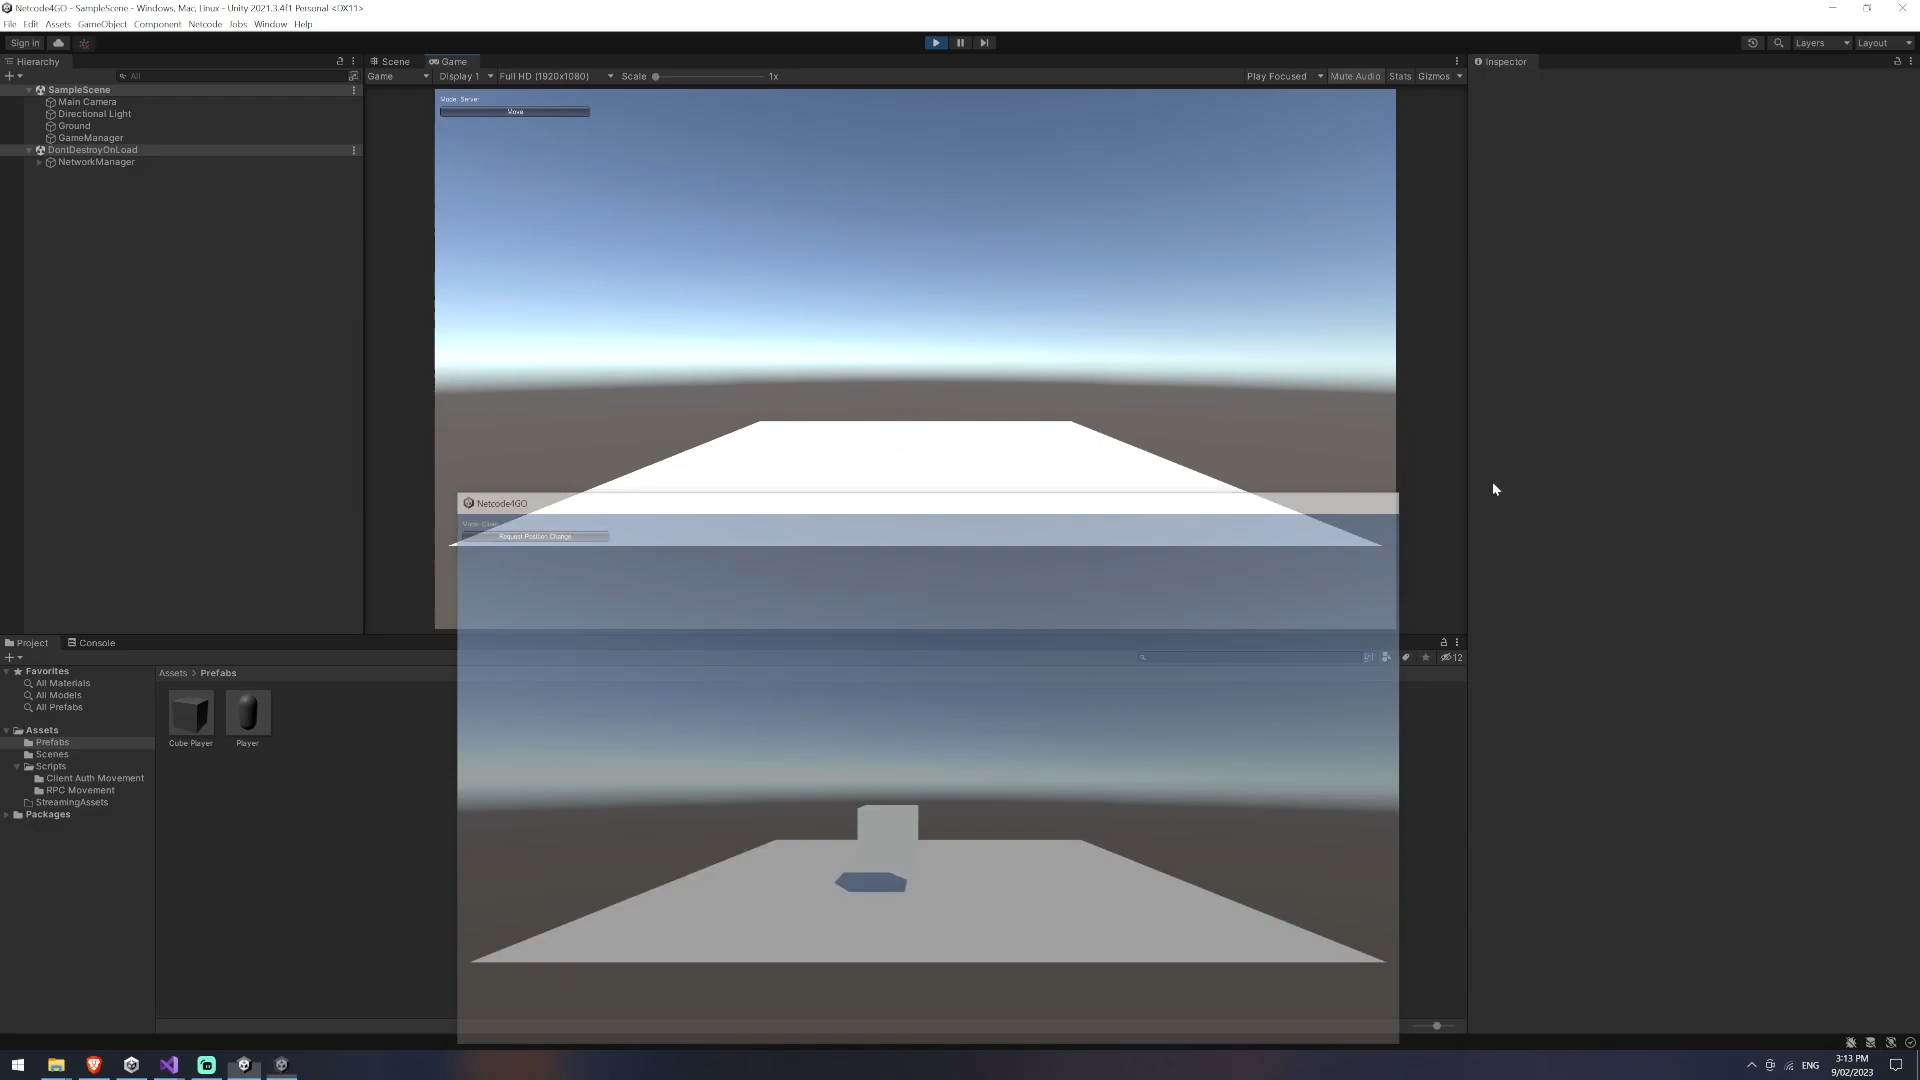 Netcode4GO - SampleScene - Windows, Mac, Linux - Unity 2021.3.4f1 Personal <DX11>
File Edit Assets GameObject Component Netcode Jobs Window Help
Sign in
Layers Layout
Hierarchy
Scene Game
Inspector
All
Game Display 1 Full HD (1920x1080) Scale 1x Play Focused Mute Audio Stats Gizmos
SampleScene
Main Camera
Directional Light
Ground
GameManager
DontDestroyOnLoad
NetworkManager
Mode: Server
Move
Netcode4GO
Mode: Client
Request Position Change
Project Console
12
Favorites
All Materials
All Models
All Prefabs
Assets
Prefabs
Scenes
Scripts
Client Auth Movement
RPC Movement
StreamingAssets
Packages
Assets > Prefabs
Cube Player Player
ENG
3:13 PM
9/02/2023